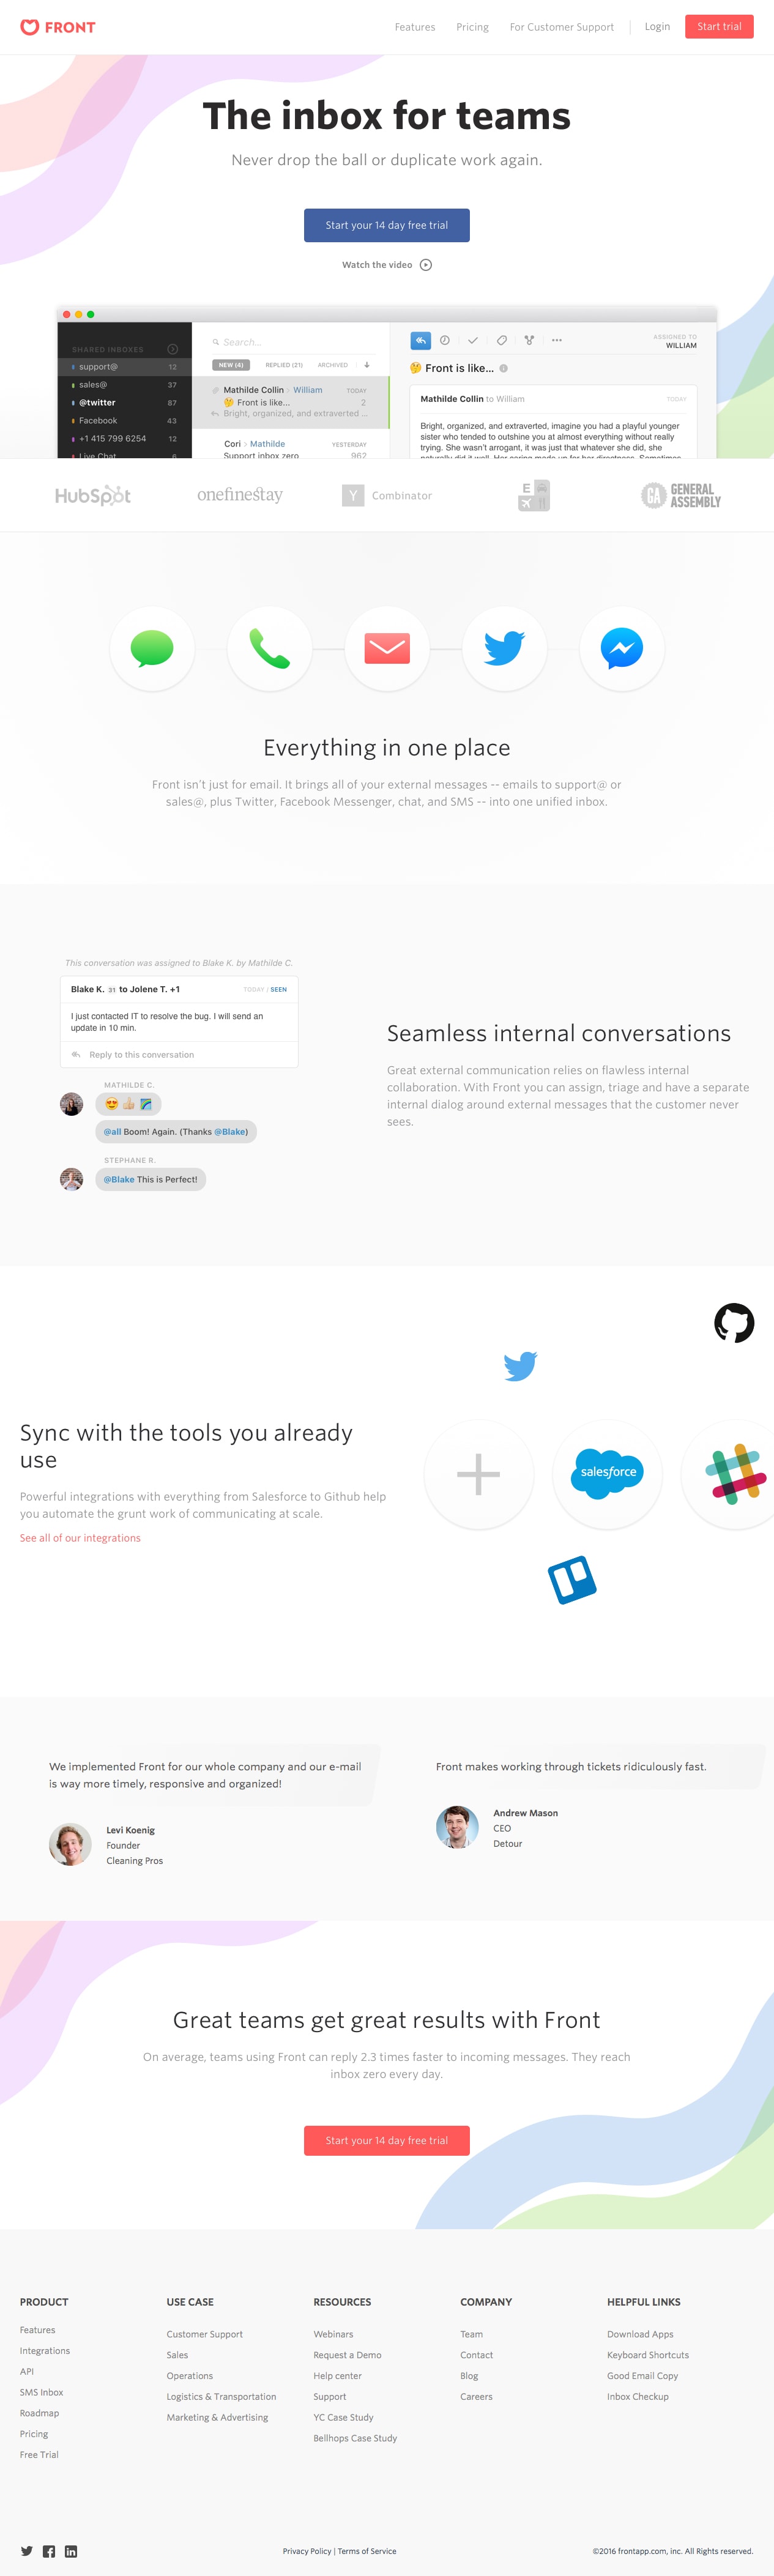 FRONT
Features
Pricing
For Customer Support
Login
Start trial
The inbox for teams
Never drop the ball or duplicate work again.
Start your 14 day free trial
Watch the video
SHARED INBOXES
support@ 12
sales@ 37
@twitter 87
Facebook 43
+1 415 799 6254 12
Live Chat 6
Search...
NEW (4) REPLIED (21) ARCHIVED
Mathilde Collin › William TODAY
🤔 Front is like... 2
Bright, organized, and extraverted ...
Cori › Mathilde YESTERDAY
Support inbox zero 962
ASSIGNED TO
WILLIAM
🤔 Front is like...
Mathilde Collin to William TODAY
Bright, organized, and extraverted, imagine you had a playful younger
sister who tended to outshine you at almost everything without really
trying. She wasn't arrogant, it was just that whatever she did, she
naturally did it well. Her caring made up for her directness. Sometimes
HubSpot
onefinestay
Y Combinator
E
GA GENERAL
ASSEMBLY
Everything in one place
Front isn't just for email. It brings all of your external messages -- emails to support@ or
sales@, plus Twitter, Facebook Messenger, chat, and SMS -- into one unified inbox.
This conversation was assigned to Blake K. by Mathilde C.
Blake K. 31 to Jolene T. +1 TODAY | SEEN
I just contacted IT to resolve the bug. I will send an
update in 10 min.
Reply to this conversation
MATHILDE C.
@all Boom! Again. (Thanks @Blake)
STEPHANE R.
@Blake This is Perfect!
Seamless internal conversations
Great external communication relies on flawless internal
collaboration. With Front you can assign, triage and have a separate
internal dialog around external messages that the customer never
sees.
Sync with the tools you already
use
Powerful integrations with everything from Salesforce to Github help
you automate the grunt work of communicating at scale.
See all of our integrations
salesforce
We implemented Front for our whole company and our e-mail
is way more timely, responsive and organized!
Levi Koenig
Founder
Cleaning Pros
Front makes working through tickets ridiculously fast.
Andrew Mason
CEO
Detour
Great teams get great results with Front
On average, teams using Front can reply 2.3 times faster to incoming messages. They reach
inbox zero every day.
Start your 14 day free trial
PRODUCT
Features
Integrations
API
SMS Inbox
Roadmap
Pricing
Free Trial
USE CASE
Customer Support
Sales
Operations
Logistics & Transportation
Marketing & Advertising
RESOURCES
Webinars
Request a Demo
Help center
Support
YC Case Study
Bellhops Case Study
COMPANY
Team
Contact
Blog
Careers
HELPFUL LINKS
Download Apps
Keyboard Shortcuts
Good Email Copy
Inbox Checkup
Privacy Policy | Terms of Service
©2016 frontapp.com, inc. All Rights reserved.